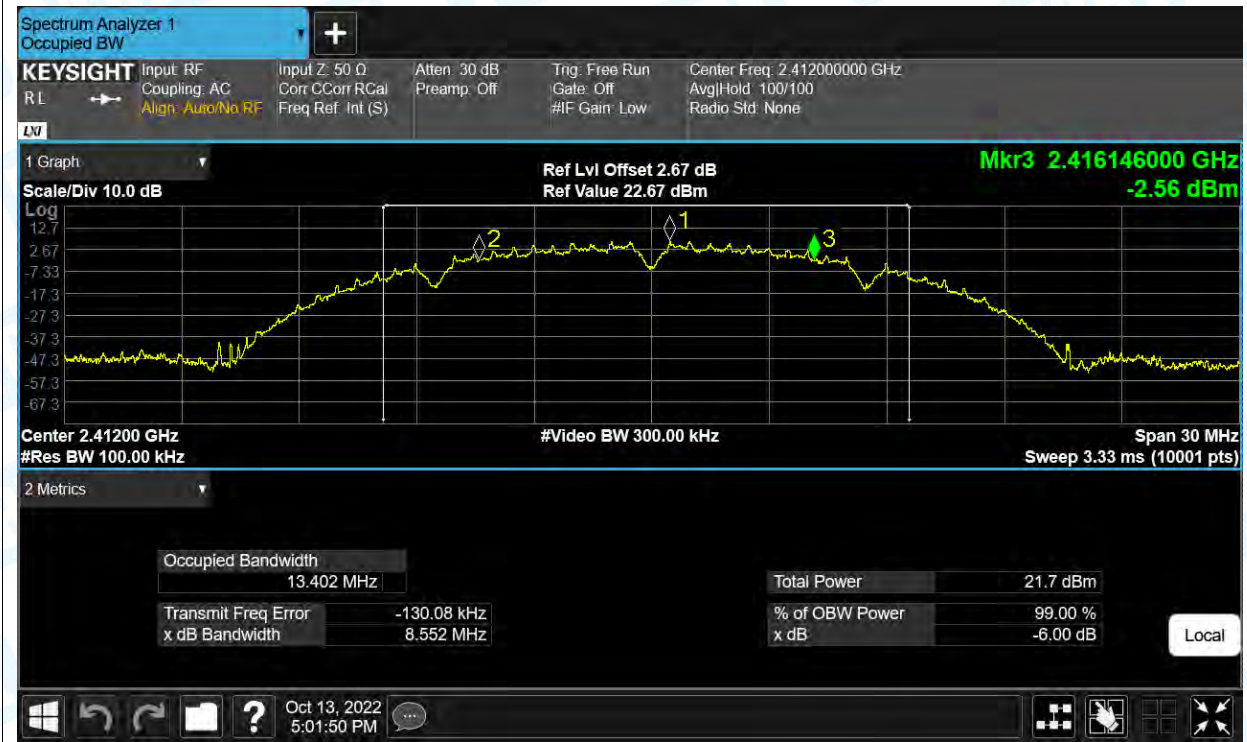 Spectrum Analyzer 1
Occupied BW
KEYSIGHT
R L
LXI
Input: RF
Coupling: AC
Align: Auto/No RF
Input Z: 50 Ω
Corr CCorr RCal
Freq Ref: Int (S)
Atten: 30 dB
Preamp: Off
Trig: Free Run
Gate: Off
#IF Gain: Low
Center Freq: 2.412000000 GHz
Avg|Hold: 100/100
Radio Std: None
1 Graph
Scale/Div 10.0 dB
Ref Lvl Offset 2.67 dB
Ref Value 22.67 dBm
Mkr3 2.416146000 GHz
-2.56 dBm
Log
12.7
2.67
-7.33
-17.3
-27.3
-37.3
-47.3
-57.3
-67.3
2
1
3
Center 2.41200 GHz
#Res BW 100.00 kHz
#Video BW 300.00 kHz
Span 30 MHz
Sweep 3.33 ms (10001 pts)
2 Metrics
Occupied Bandwidth
13.402 MHz
Transmit Freq Error -130.08 kHz
x dB Bandwidth 8.552 MHz
Total Power 21.7 dBm
% of OBW Power 99.00 %
x dB -6.00 dB
Local
?
Oct 13, 2022
5:01:50 PM